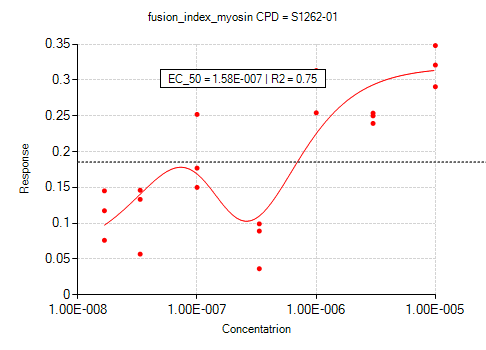 fusion_index_myosin CPD = S1262-01
0.35
EC_50 = 1.58E-007 | R2 = 0.75
0.3
0.25
0.2
0.15
0.1
0.05
0
Response
1.00E-008 1.00E-007 1.00E-006 1.00E-005
Concentatrion